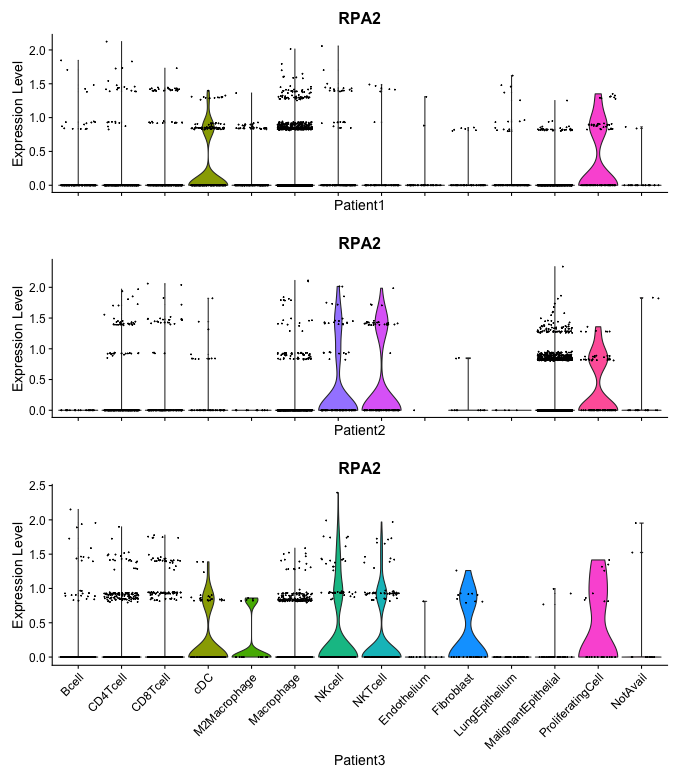 RPA2
Expression Level
2.0
1.5
1.0
0.5
0.0
Patient1
RPA2
Expression Level
2.0
1.5
1.0
0.5
0.0
Patient2
RPA2
Expression Level
2.5
2.0
1.5
1.0
0.5
0.0
Bcell
CD4Tcell
CD8Tcell
cDC
M2Macrophage
Macrophage
NKcell
NKTcell
Endothelium
Fibroblast
LungEpithelium
MalignantEpithelial
ProliferatingCell
NotAvail
Patient3